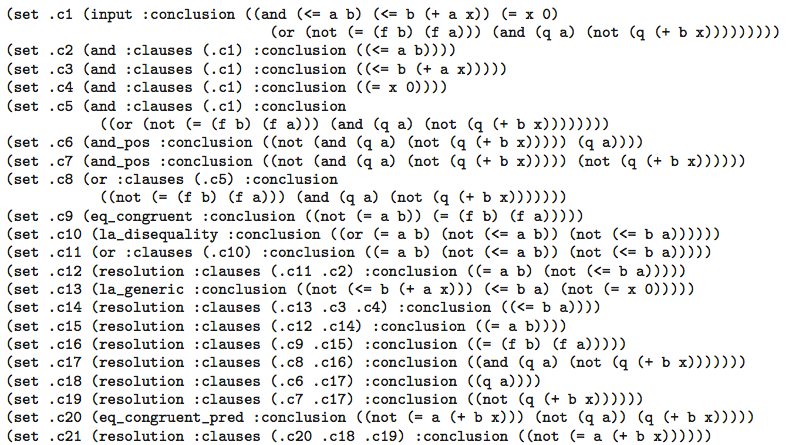 (set .c1 (input :conclusion ((and (<= a b) (<= b (+ a x)) (= x 0)
(or (not (= (f b) (f a))) (and (q a) (not (q (+ b x)))))))))
(set .c2 (and :clauses (.c1) :conclusion ((<= a b))))
(set .c3 (and :clauses (.c1) :conclusion ((<= b (+ a x)))))
(set .c4 (and :clauses (.c1) :conclusion ((= x 0))))
(set .c5 (and :clauses (.c1) :conclusion
((or (not (= (f b) (f a))) (and (q a) (not (q (+ b x))))))))
(set .c6 (and_pos :conclusion ((not (and (q a) (not (q (+ b x))))) (q a))))
(set .c7 (and_pos :conclusion ((not (and (q a) (not (q (+ b x))))) (not (q (+ b x))))))
(set .c8 (or :clauses (.c5) :conclusion
((not (= (f b) (f a))) (and (q a) (not (q (+ b x)))))))
(set .c9 (eq_congruent :conclusion ((not (= a b)) (= (f b) (f a)))))
(set .c10 (la_disequality :conclusion ((or (= a b) (not (<= a b)) (not (<= b a))))))
(set .c11 (or :clauses (.c10) :conclusion ((= a b) (not (<= a b)) (not (<= b a)))))
(set .c12 (resolution :clauses (.c11 .c2) :conclusion ((= a b) (not (<= b a)))))
(set .c13 (la_generic :conclusion ((not (<= b (+ a x))) (<= b a) (not (= x 0)))))
(set .c14 (resolution :clauses (.c13 .c3 .c4) :conclusion ((<= b a))))
(set .c15 (resolution :clauses (.c12 .c14) :conclusion ((= a b))))
(set .c16 (resolution :clauses (.c9 .c15) :conclusion ((= (f b) (f a)))))
(set .c17 (resolution :clauses (.c8 .c16) :conclusion ((and (q a) (not (q (+ b x)))))))
(set .c18 (resolution :clauses (.c6 .c17) :conclusion ((q a))))
(set .c19 (resolution :clauses (.c7 .c17) :conclusion ((not (q (+ b x))))))
(set .c20 (eq_congruent_pred :conclusion ((not (= a (+ b x))) (not (q a)) (q (+ b x)))))
(set .c21 (resolution :clauses (.c20 .c18 .c19) :conclusion ((not (= a (+ b x))))))